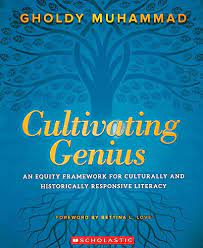 GHOLDY MUHAMMAD
Cultivating
Genius
AN EQUITY FRAMEWORK FOR CULTURALLY AND
HISTORICALLY RESPONSIVE LITERACY
FOREWORD BY BETTINA L. LOVE
SCHOLASTIC